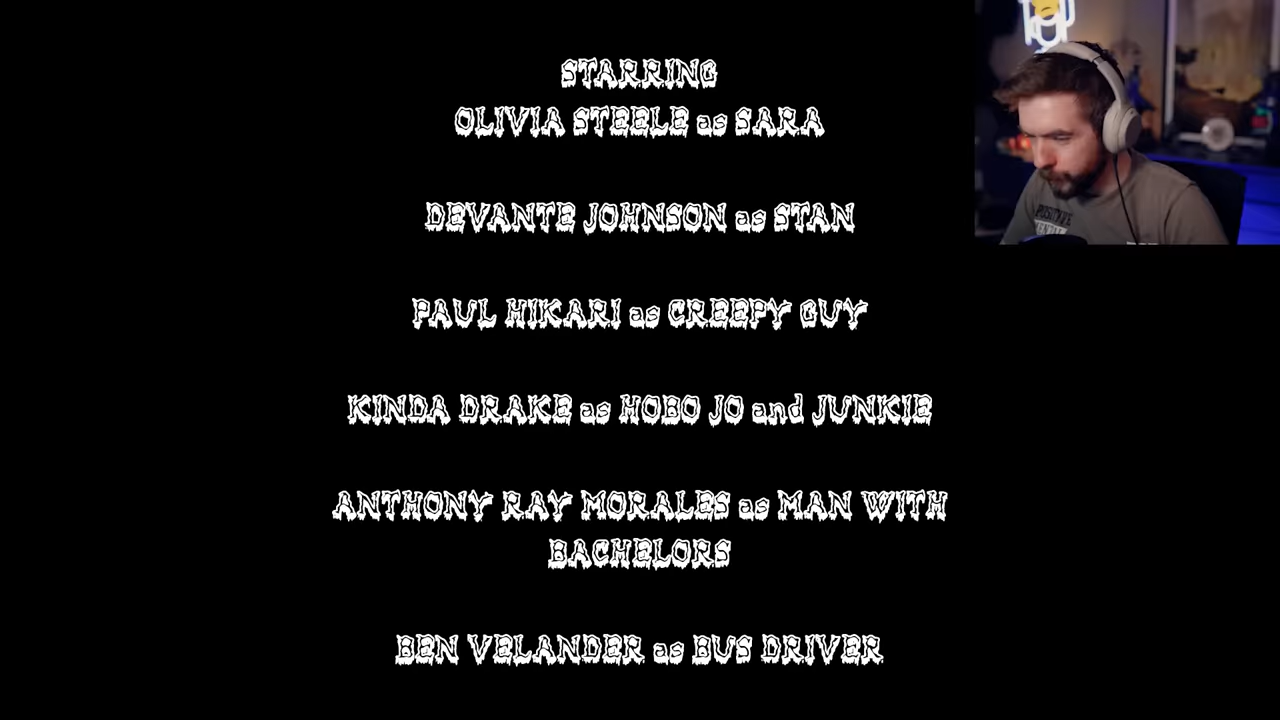 STARRING
OLIVIA STEELE as SARA
DEVANTE JOHNSON as STAN
PAUL HIKARI as CREEPY GUY
KINDA DRAKE as HOBO JO and JUNKIE
ANTHONY RAY MORALES as MAN WITH
BACHELORS
BEN VELANDER as BUS DRIVER